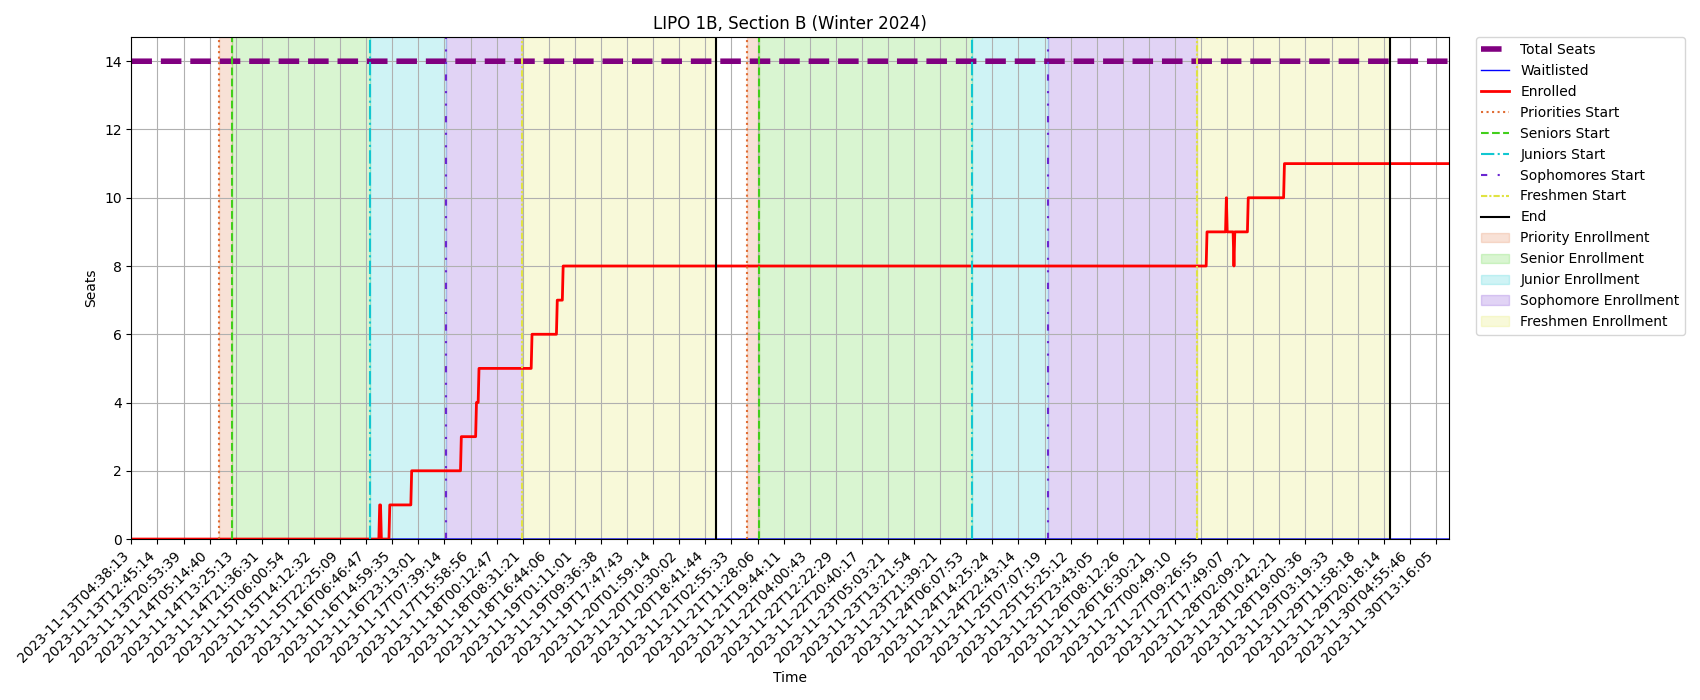 LIPO 1B, Section B (Winter 2024)
Total Seats
Waitlisted
Enrolled
Priorities Start
Seniors Start
Juniors Start
Sophomores Start
Freshmen Start
End
Priority Enrollment
Senior Enrollment
Junior Enrollment
Sophomore Enrollment
Freshmen Enrollment
Seats
14
12
10
8
6
4
2
0
2023-11-13T04:38:13
2023-11-13T12:45:14
2023-11-13T20:53:39
2023-11-14T05:14:40
2023-11-14T13:25:13
2023-11-14T21:36:31
2023-11-15T06:00:54
2023-11-15T14:12:32
2023-11-15T22:25:09
2023-11-16T06:46:47
2023-11-16T14:59:35
2023-11-16T23:13:01
2023-11-17T07:39:14
2023-11-17T15:58:56
2023-11-18T00:12:47
2023-11-18T08:31:21
2023-11-18T16:44:06
2023-11-19T01:11:01
2023-11-19T09:36:38
2023-11-19T17:47:43
2023-11-20T01:59:14
2023-11-20T10:30:02
2023-11-20T18:41:44
2023-11-21T02:55:33
2023-11-21T11:28:06
2023-11-21T19:44:11
2023-11-22T04:00:43
2023-11-22T12:22:29
2023-11-22T20:40:17
2023-11-23T05:03:21
2023-11-23T13:21:54
2023-11-23T21:39:21
2023-11-24T06:07:53
2023-11-24T14:25:24
2023-11-24T22:43:14
2023-11-25T07:07:19
2023-11-25T15:25:12
2023-11-25T23:43:05
2023-11-26T08:12:26
2023-11-26T16:30:21
2023-11-27T00:49:10
2023-11-27T09:26:55
2023-11-27T17:49:07
2023-11-28T02:09:21
2023-11-28T10:42:21
2023-11-28T19:00:36
2023-11-29T03:19:33
2023-11-29T11:58:18
2023-11-29T20:18:14
2023-11-30T04:55:46
2023-11-30T13:16:05
Time